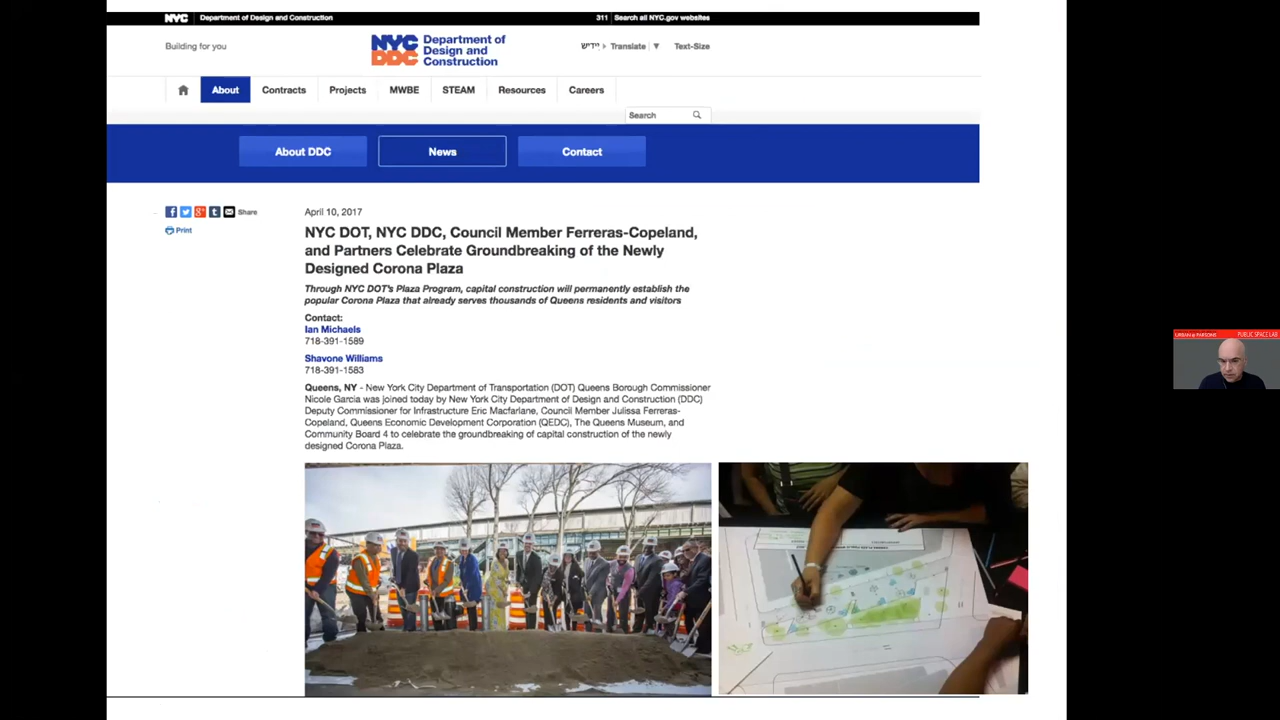 NYC Department of Design and Construction 311 Search all NYC.gov websites
Building for you
NYC DDC
Department of
Design and
Construction
יידיש Translate Text-Size
About Contracts Projects MWBE STEAM Resources Careers
Search
About DDC News Contact
Share
Print
April 10, 2017
NYC DOT, NYC DDC, Council Member Ferreras-Copeland,
and Partners Celebrate Groundbreaking of the Newly
Designed Corona Plaza
Through NYC DOT's Plaza Program, capital construction will permanently establish the
popular Corona Plaza that already serves thousands of Queens residents and visitors
Contact:
Ian Michaels
718-391-1589
Shavone Williams
718-391-1583
Queens, NY - New York City Department of Transportation (DOT) Queens Borough Commissioner
Nicole Garcia was joined today by New York City Department of Design and Construction (DDC)
Deputy Commissioner for Infrastructure Eric Macfarlane, Council Member Julissa Ferreras-
Copeland, Queens Economic Development Corporation (QEDC), The Queens Museum, and
Community Board 4 to celebrate the groundbreaking of capital construction of the newly
designed Corona Plaza.
URBAN @ PARSONS PUBLIC SPACE LAB